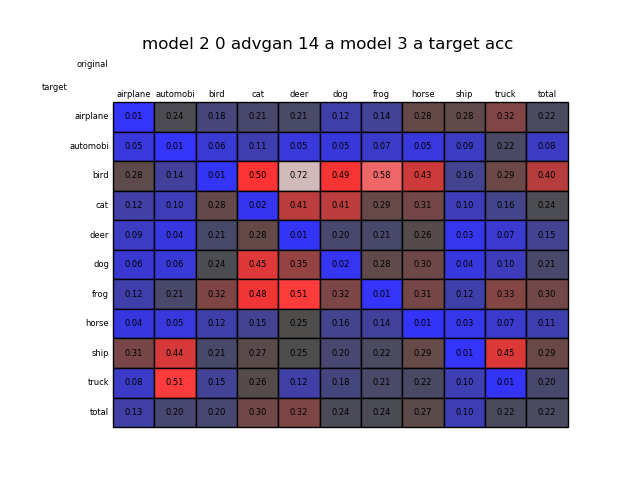 model 2 0 advgan 14 a model 3 a target acc
original
target
airplane automobi bird cat deer dog frog horse ship truck total
airplane 0.01 0.24 0.18 0.21 0.21 0.12 0.14 0.28 0.28 0.32 0.22
automobi 0.05 0.01 0.06 0.11 0.05 0.05 0.07 0.05 0.09 0.22 0.08
bird 0.28 0.14 0.01 0.50 0.72 0.49 0.58 0.43 0.16 0.29 0.40
cat 0.12 0.10 0.28 0.02 0.41 0.41 0.29 0.31 0.10 0.16 0.24
deer 0.09 0.04 0.21 0.28 0.01 0.20 0.21 0.26 0.03 0.07 0.15
dog 0.06 0.06 0.24 0.45 0.35 0.02 0.28 0.30 0.04 0.10 0.21
frog 0.12 0.21 0.32 0.48 0.51 0.32 0.01 0.31 0.12 0.33 0.30
horse 0.04 0.05 0.12 0.15 0.25 0.16 0.14 0.01 0.03 0.07 0.11
ship 0.31 0.44 0.21 0.27 0.25 0.20 0.22 0.29 0.01 0.45 0.29
truck 0.08 0.51 0.15 0.26 0.12 0.18 0.21 0.22 0.10 0.01 0.20
total 0.13 0.20 0.20 0.30 0.32 0.24 0.24 0.27 0.10 0.22 0.22